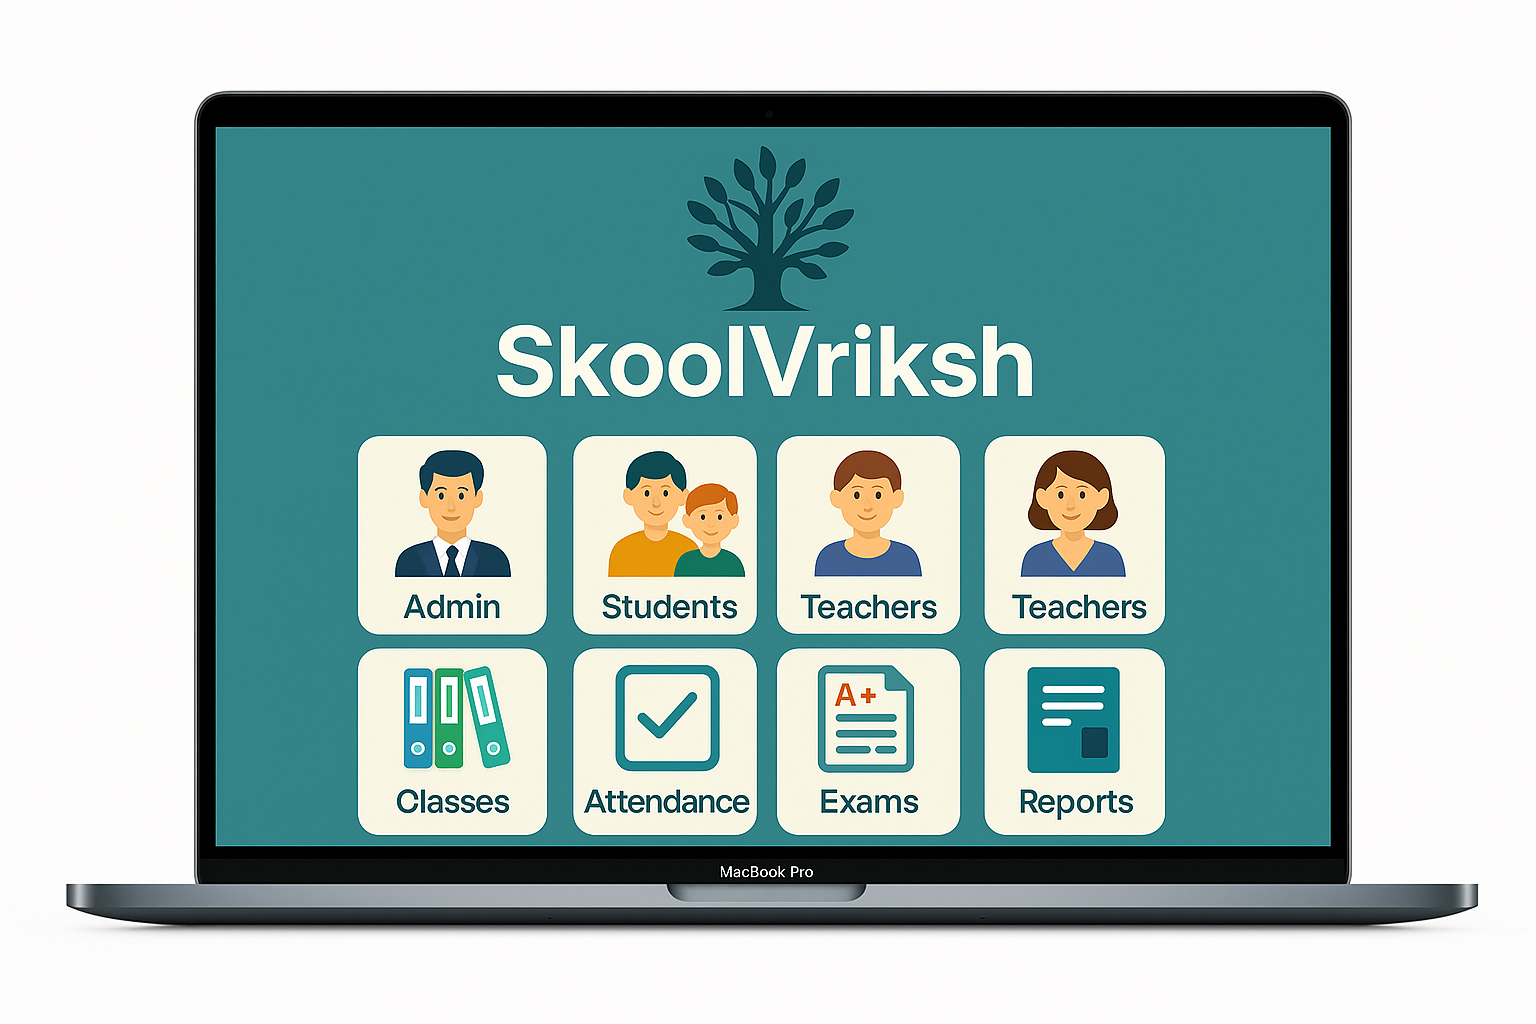 SkoolVriksh
Admin
Students
Teachers
Teachers
Classes
Attendance
A+
Exams
Reports
MacBook Pro